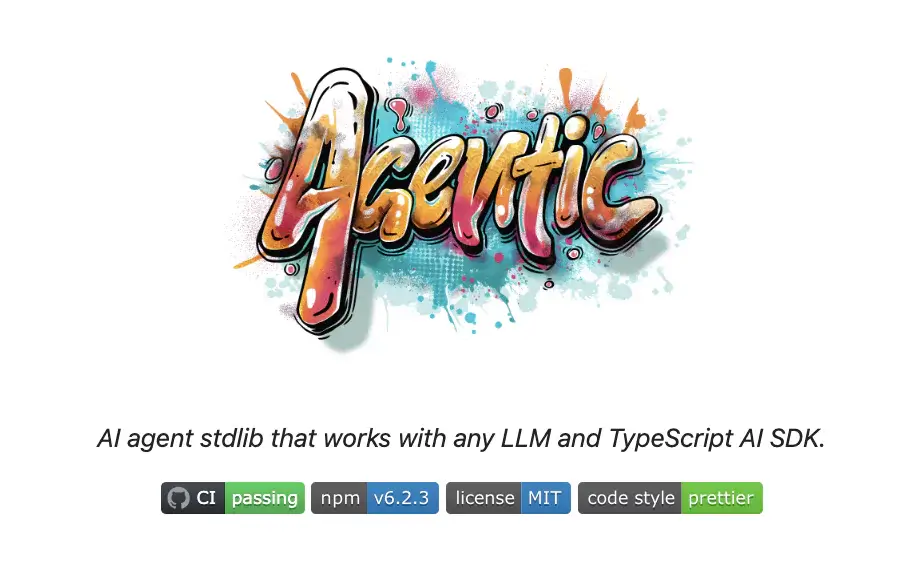 Agentic
AI agent stdlib that works with any LLM and TypeScript AI SDK.
CI passing npm v6.2.3 license MIT code style prettier